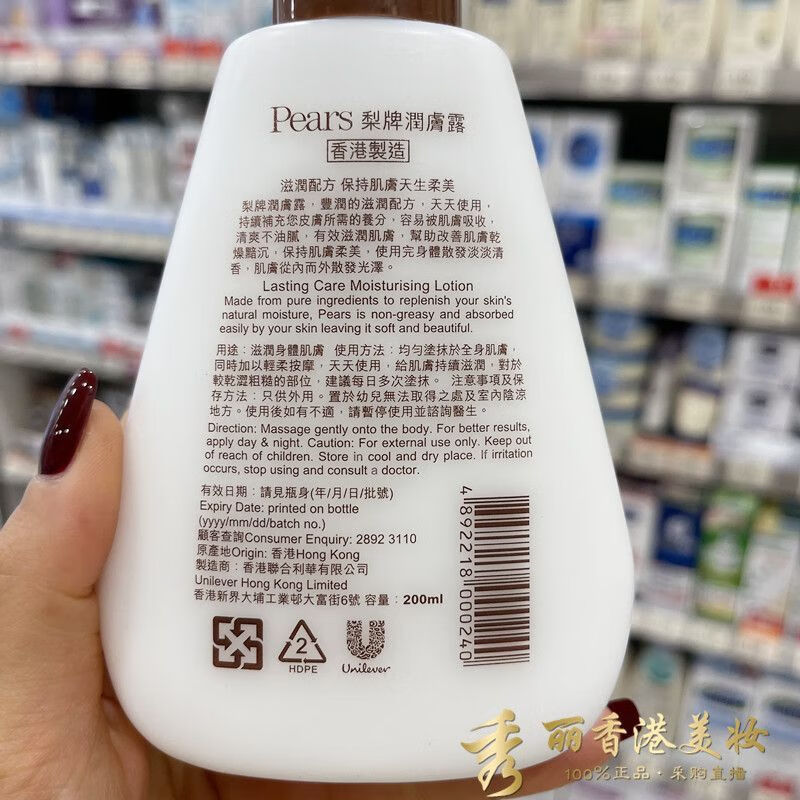 Pears 梨牌潤膚露
香港製造
滋潤配方 保持肌膚天生柔美
梨牌潤膚露，豐潤的滋潤配方，天天使用，
持續補充您皮膚所需的養分，容易被肌膚吸收，
清爽不油膩，有效滋潤肌膚，幫助改善肌膚乾
燥黯沉，保持肌膚柔美，使用完身體散發淡淡清
香，肌膚從內而外散發光澤。
Lasting Care Moisturising Lotion
Made from pure ingredients to replenish your skin's
natural moisture, Pears is non-greasy and absorbed
easily by your skin leaving it soft and beautiful.
用途：滋潤身體肌膚 使用方法：均勻塗抹於全身肌膚，
同時加以輕柔按摩，天天使用，給肌膚持續滋潤，對於
較乾澀粗糙的部位，建議每日多次塗抹。 注意事項及保
存方法：只供外用。置於幼兒無法取得之處及室內陰涼
地方。使用後如有不適，請暫停使用並諮詢醫生。
Direction: Massage gently onto the body. For better results,
apply day & night. Caution: For external use only. Keep out
of reach of children. Store in cool and dry place. If irritation
occurs, stop using and consult a doctor.
有效日期：請見瓶身(年/月/日/批號)
Expiry Date: printed on bottle
(yyyy/mm/dd/batch no.)
顧客查詢Consumer Enquiry: 2892 3110
原產地Origin: 香港Hong Kong
製造商：香港聯合利華有限公司
Unilever Hong Kong Limited
香港新界大埔工業邨大富街6號 容量：200ml
4 892218 000240
2
HDPE
Unilever
秀丽香港美妆
100%正品·采购直播